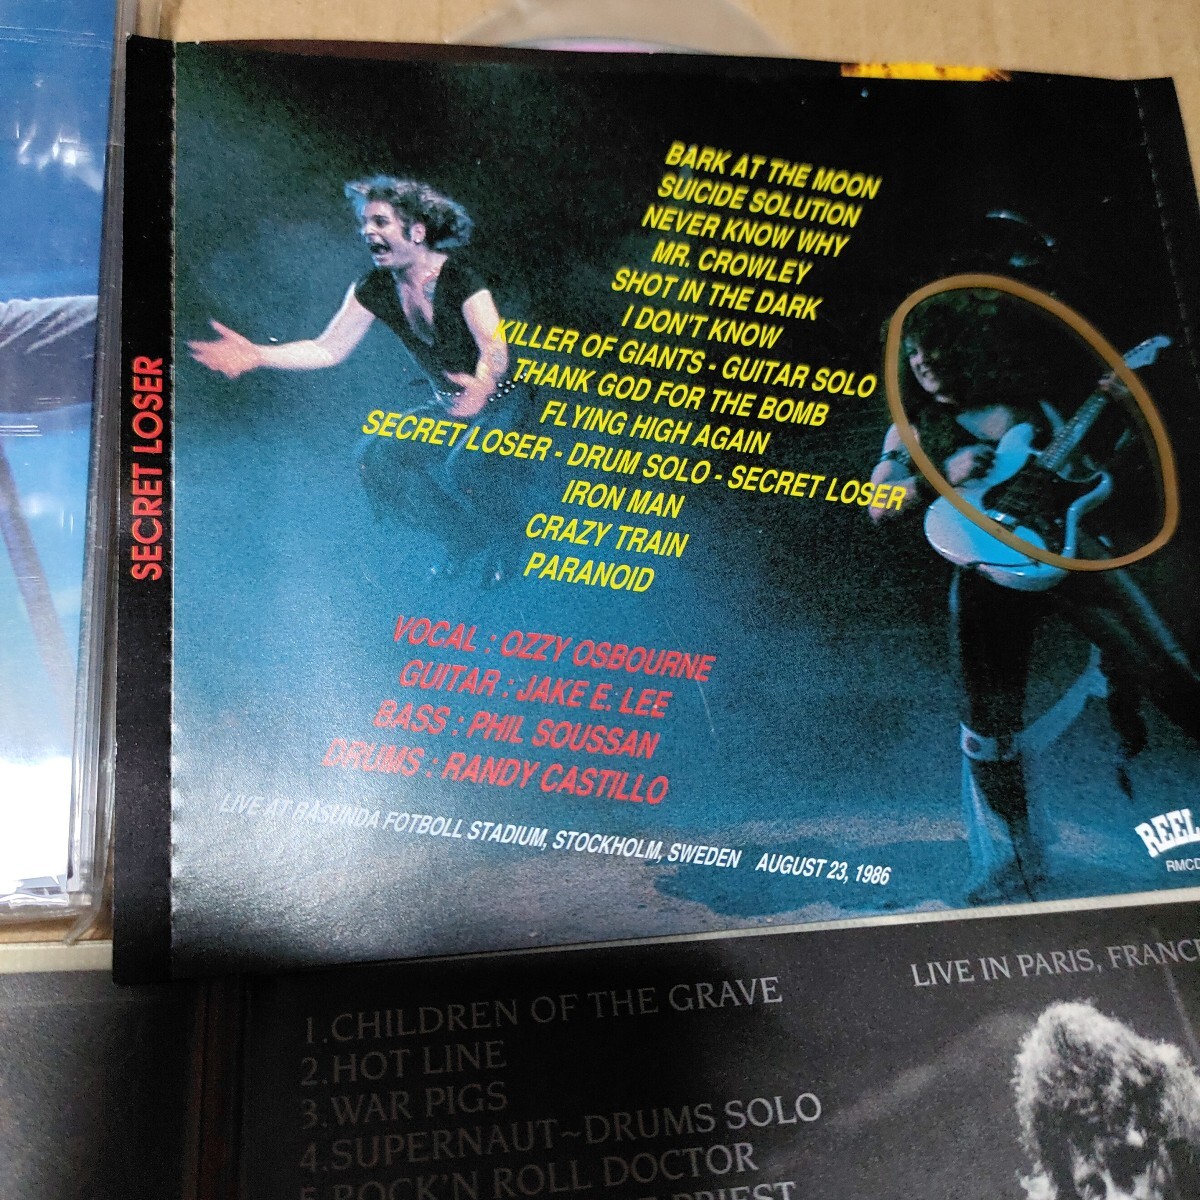 SECRET LOSER
BARK AT THE MOON
SUICIDE SOLUTION
NEVER KNOW WHY
MR. CROWLEY
SHOT IN THE DARK
I DON'T KNOW
KILLER OF GIANTS - GUITAR SOLO
THANK GOD FOR THE BOMB
FLYING HIGH AGAIN
SECRET LOSER - DRUM SOLO - SECRET LOSER
IRON MAN
CRAZY TRAIN
PARANOID
VOCAL : OZZY OSBOURNE
GUITAR : JAKE E. LEE
BASS : PHIL SOUSSAN
DRUMS : RANDY CASTILLO
LIVE AT RASUNDA FOTBOLL STADIUM, STOCKHOLM, SWEDEN AUGUST 23, 1986
REEL
RMCD
LIVE IN PARIS, FRANCE
1.CHILDREN OF THE GRAVE
2.HOT LINE
3.WAR PIGS
4.SUPERNAUT~DRUMS SOLO
5.ROCK'N ROLL DOCTOR
PRIEST